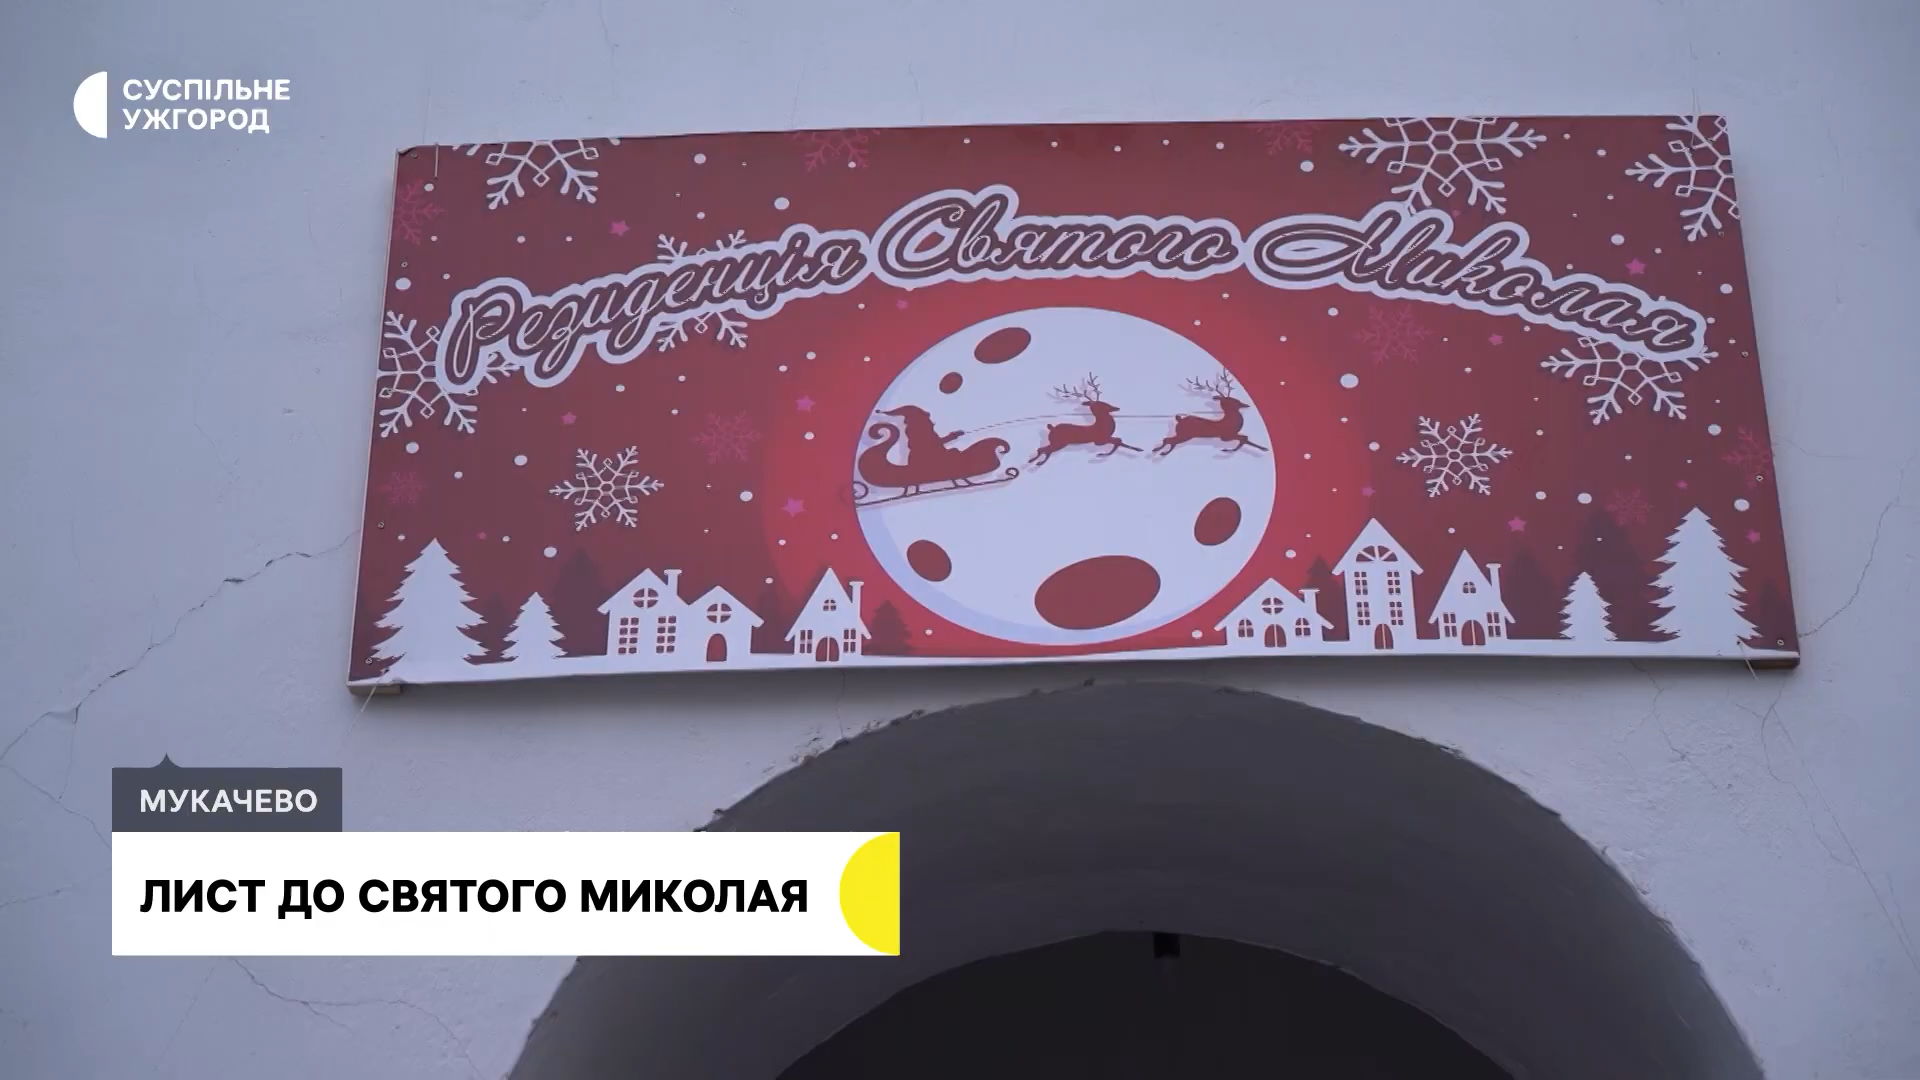 СУСПІЛЬНЕ
УЖГОРОД
Резиденція Святого Миколая
МУКАЧЕВО
ЛИСТ ДО СВЯТОГО МИКОЛАЯ